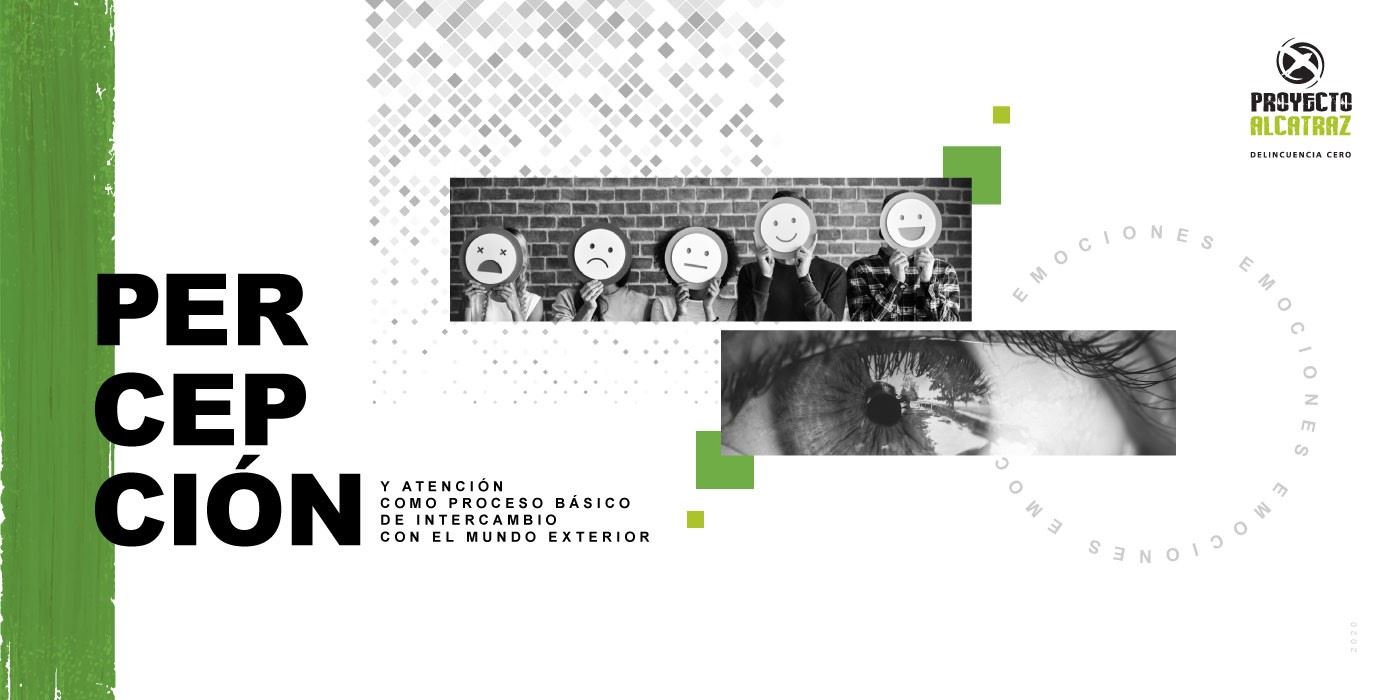 PROYECTO
ALCATRAZ
DELINCUENCIA CERO
PER
CEP
CIÓN
Y ATENCIÓN
COMO PROCESO BÁSICO
DE INTERCAMBIO
CON EL MUNDO EXTERIOR
EMOCIONES EMOCIONES EMOCIONES EMOC
2020